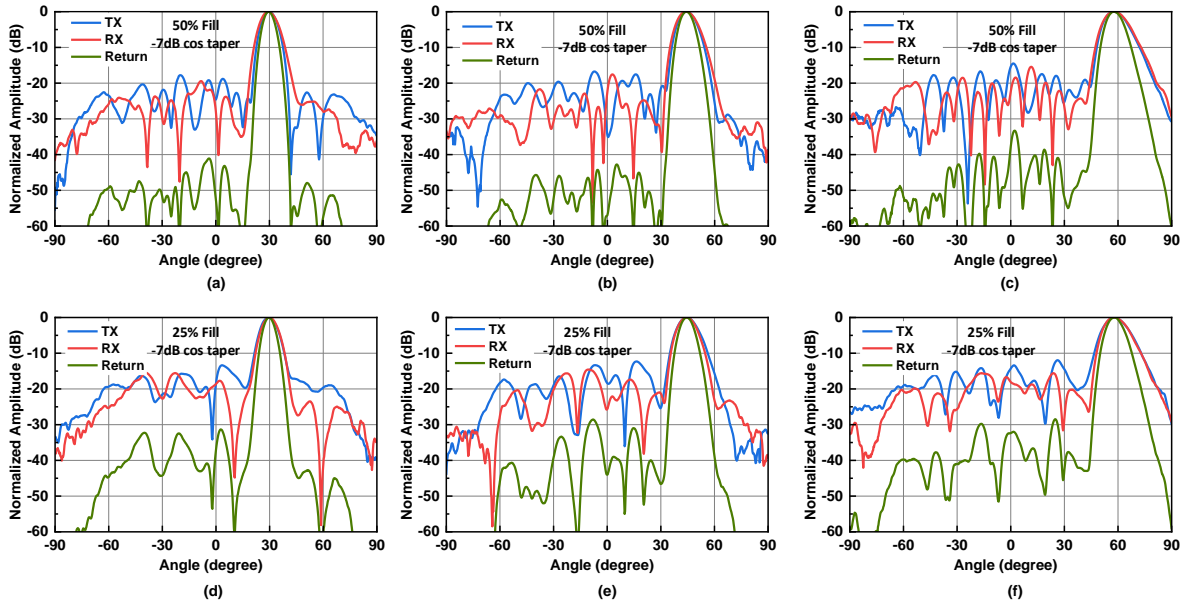 Normalized Amplitude (dB)
0
-10
-20
-30
-40
-50
-60
TX
RX
Return
50% Fill
-7dB cos taper
-90 -60 -30 0 30 60 90
Angle (degree)
(a)
Normalized Amplitude (dB)
0
-10
-20
-30
-40
-50
-60
TX
RX
Return
50% Fill
-7dB cos taper
-90 -60 -30 0 30 60 90
Angle (degree)
(b)
Normalized Amplitude (dB)
0
-10
-20
-30
-40
-50
-60
TX
RX
Return
50% Fill
-7dB cos taper
-90 -60 -30 0 30 60 90
Angle (degree)
(c)
Normalized Amplitude (dB)
0
-10
-20
-30
-40
-50
-60
TX
RX
Return
25% Fill
-7dB cos taper
-90 -60 -30 0 30 60 90
Angle (degree)
(d)
Normalized Amplitude (dB)
0
-10
-20
-30
-40
-50
-60
TX
RX
Return
25% Fill
-7dB cos taper
-90 -60 -30 0 30 60 90
Angle (degree)
(e)
Normalized Amplitude (dB)
0
-10
-20
-30
-40
-50
-60
TX
RX
Return
25% Fill
-7dB cos taper
-90 -60 -30 0 30 60 90
Angle (degree)
(f)